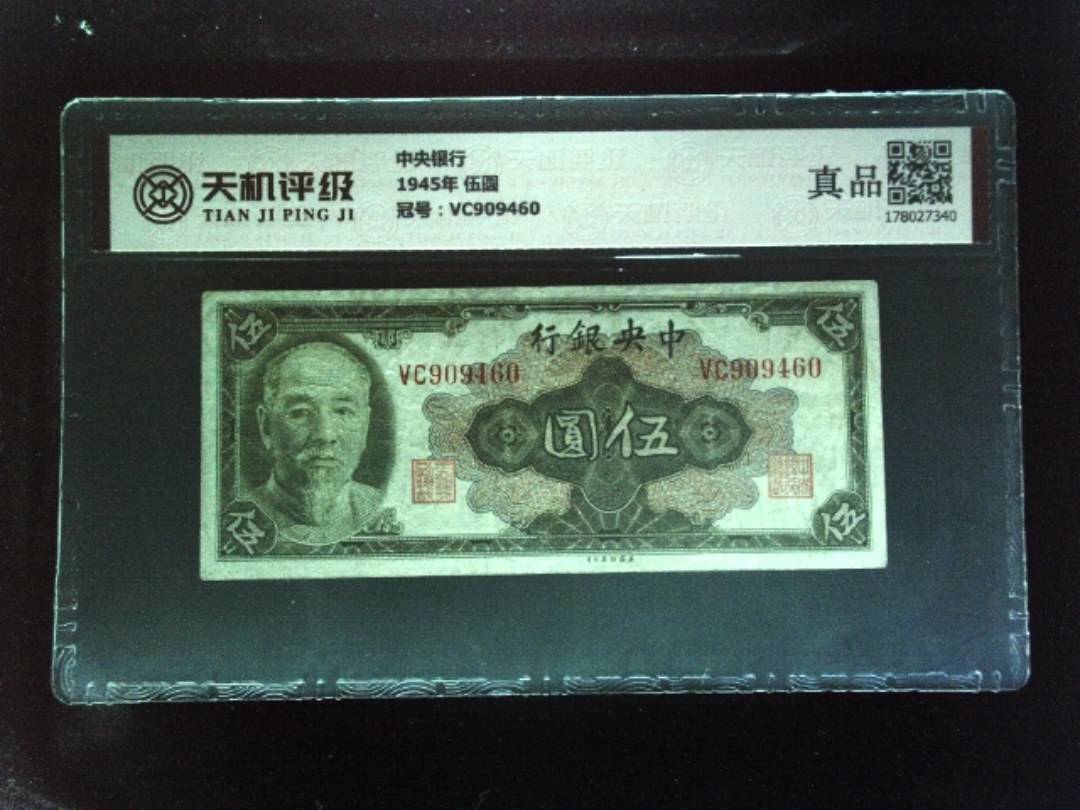 天机评级
TIAN JI PING JI
中央银行
1945年 伍圆
冠号：VC909460
真品
178027340
伍
伍
行銀央中
VC909460
VC909460
圓伍
伍
伍